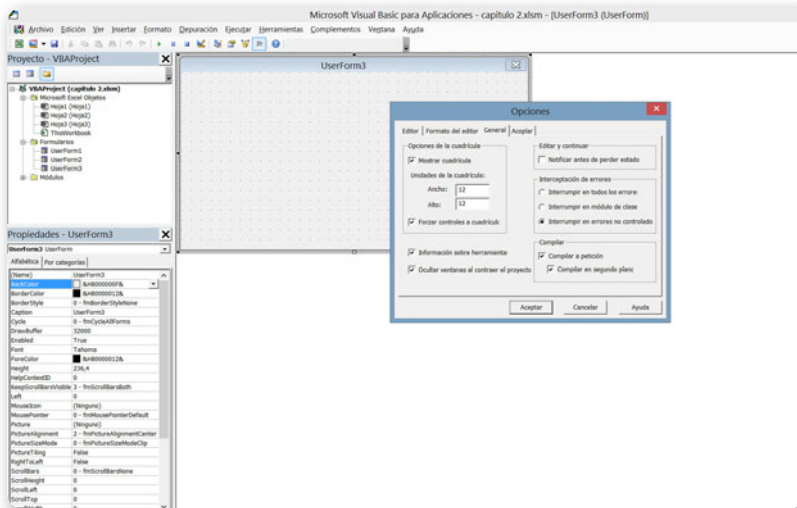 Microsoft Visual Basic para Aplicaciones - capitulo 2.xlsm - [UserForm3 (UserForm)]
Archivo Edición Ver Insertar Formato Depuración Ejecutar Herramientas Complementos Ventana Ayuda
Proyecto - VBAProject
VBAProject (capitulo 2.xlsm)
Microsoft Excel Objetos
Hoja1 (Hoja1)
Hoja2 (Hoja2)
Hoja3 (Hoja3)
ThisWorkbook
Formularios
UserForm1
UserForm2
UserForm3
Módulos
UserForm3
Opciones
Editor Formato del editor General Acoplar
Opciones de la cuadrícula
Mostrar cuadrícula
Unidades de la cuadrícula:
Ancho: 12
Alto: 12
Forzar controles a cuadrícula
Información sobre herramientas
Ocultar ventanas al contraer el proyecto
Editar y continuar
Notificar antes de perder estado
Interceptación de errores
Interrumpir en todos los errore
Interrumpir en módulo de clase
Interrumpir en errores no controlado
Compilar
Compilar a petición
Compilar en segundo plano
Aceptar Cancelar Ayuda
Propiedades - UserForm3
UserForm3 UserForm
Alfabética Por categorías
(Name) UserForm3
BackColor &H8000000F&
BorderColor &H80000012&
BorderStyle 0 - fmBorderStyleNone
Caption UserForm3
Cycle 0 - fmCycleAllForms
DrawBuffer 32000
Enabled True
Font Tahoma
ForeColor &H80000012&
Height 236,4
HelpContextID 0
KeepScrollBarsVisible 3 - fmScrollBarsBoth
Left 0
MouseIcon (Ninguno)
MousePointer 0 - fmMousePointerDefault
Picture (Ninguno)
PictureAlignment 2 - fmPictureAlignmentCenter
PictureSizeMode 0 - fmPictureSizeModeClip
PictureTiling False
RightToLeft False
ScrollBars 0 - fmScrollBarsNone
ScrollHeight 0
ScrollLeft 0
ScrollTop 0